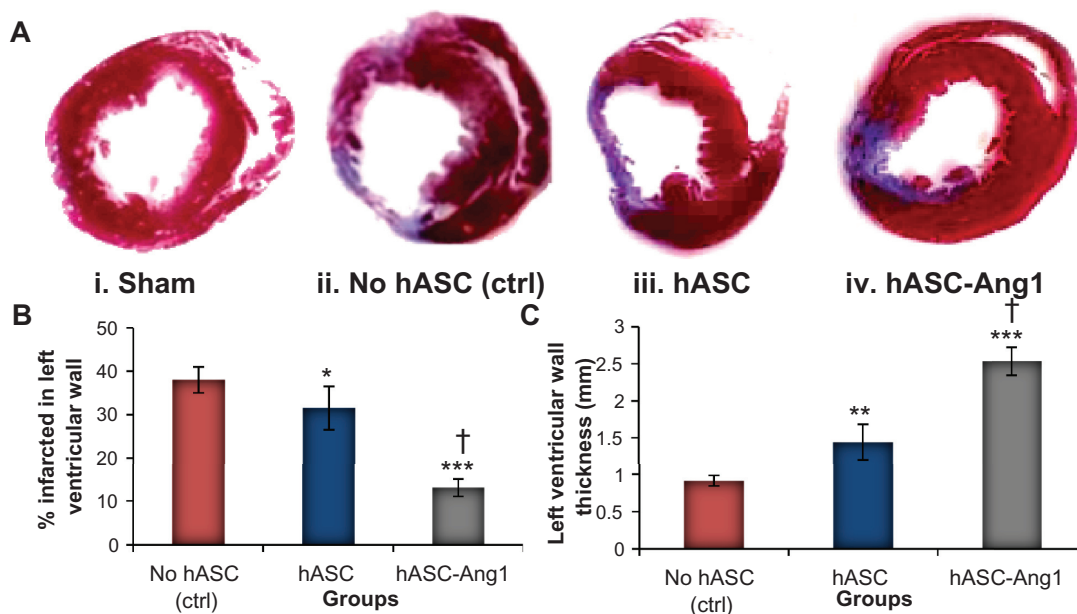 A
i. Sham
ii. No hASC (ctrl)
iii. hASC
iv. hASC-Ang1
B
% infarcted in left
ventricular wall
50
40
30
20
10
0
*
†
***
No hASC
(ctrl)
hASC
hASC-Ang1
Groups
C
Left ventricular wall
thickness (mm)
3
2.5
2
1.5
1
0.5
0
**
†
***
No hASC
(ctrl)
hASC
hASC-Ang1
Groups